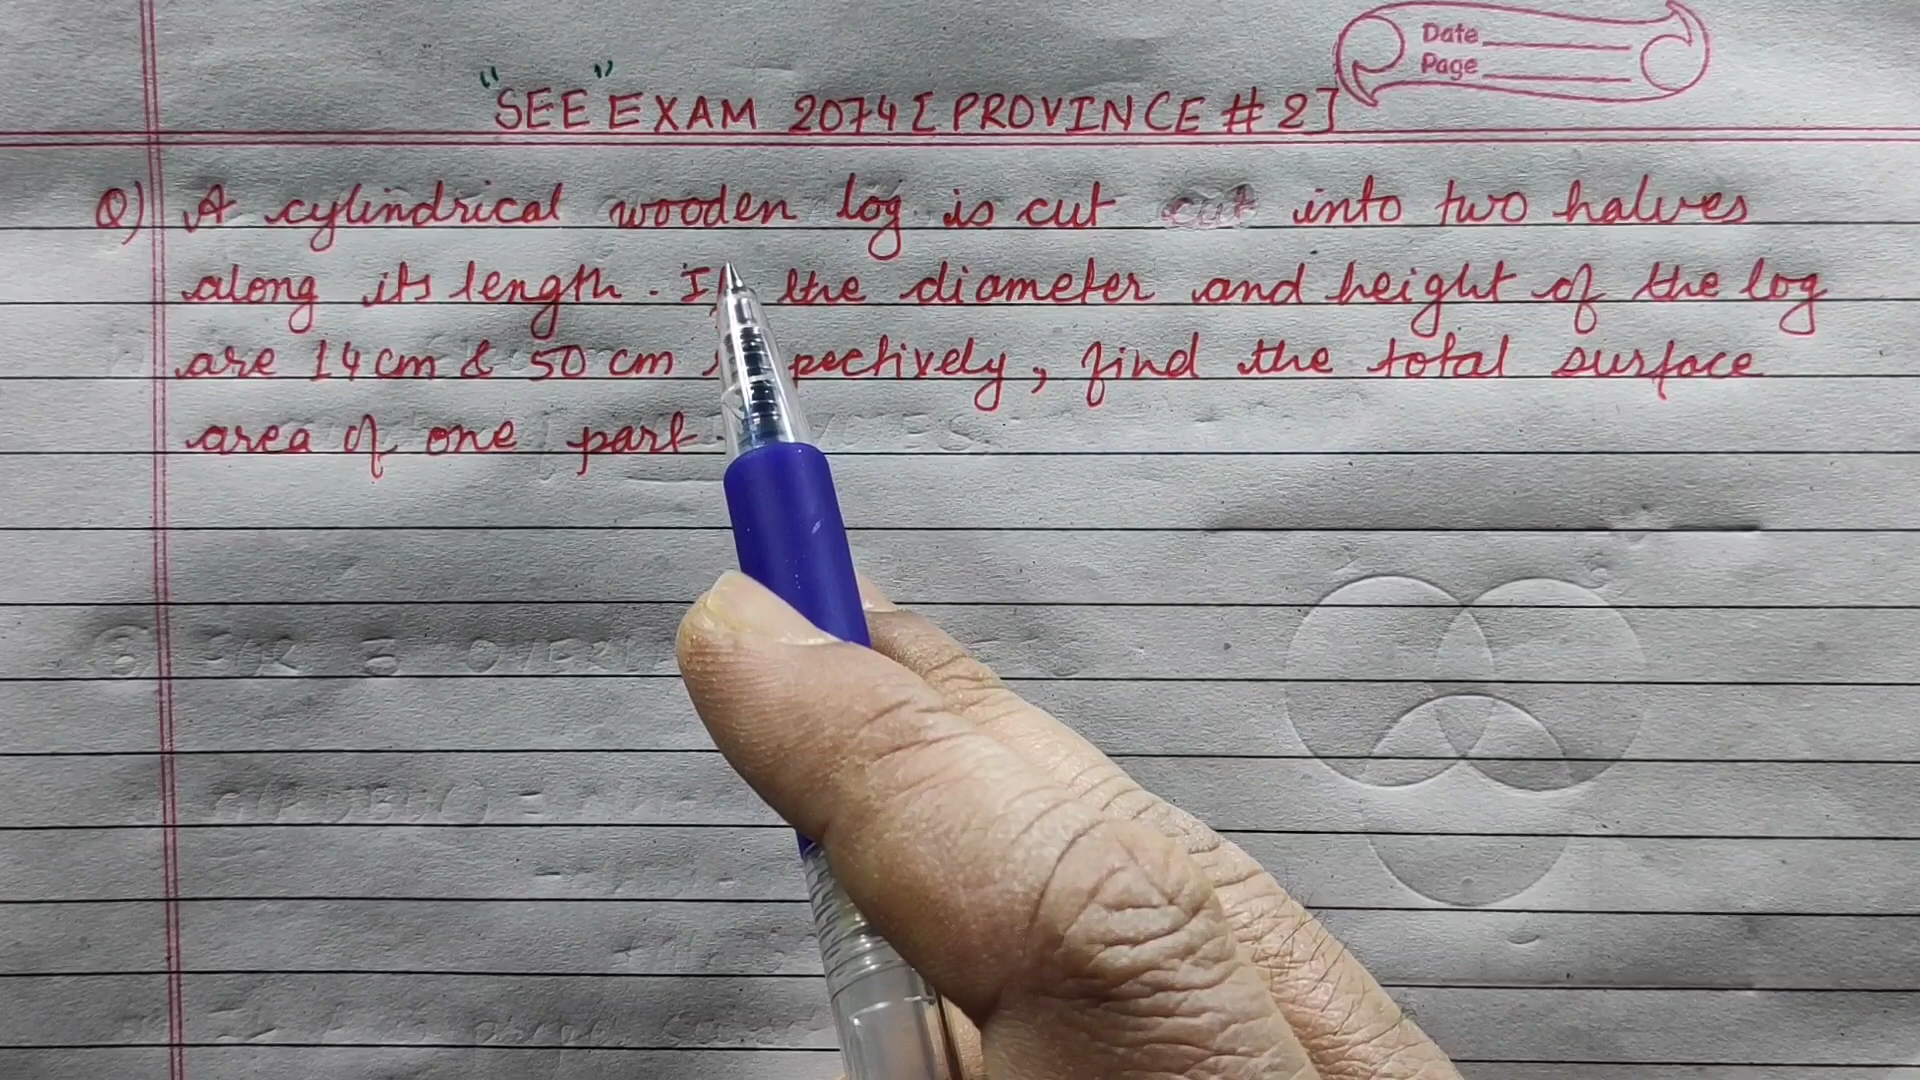 Date
Page
"SEE" EXAM 2074 [PROVINCE # 2]
Q) A cylindrical wooden log is cut cut into two halves
along its length. If the diameter and height of the log
are 14 cm & 50 cm pectively, find the total surface
area of one part.